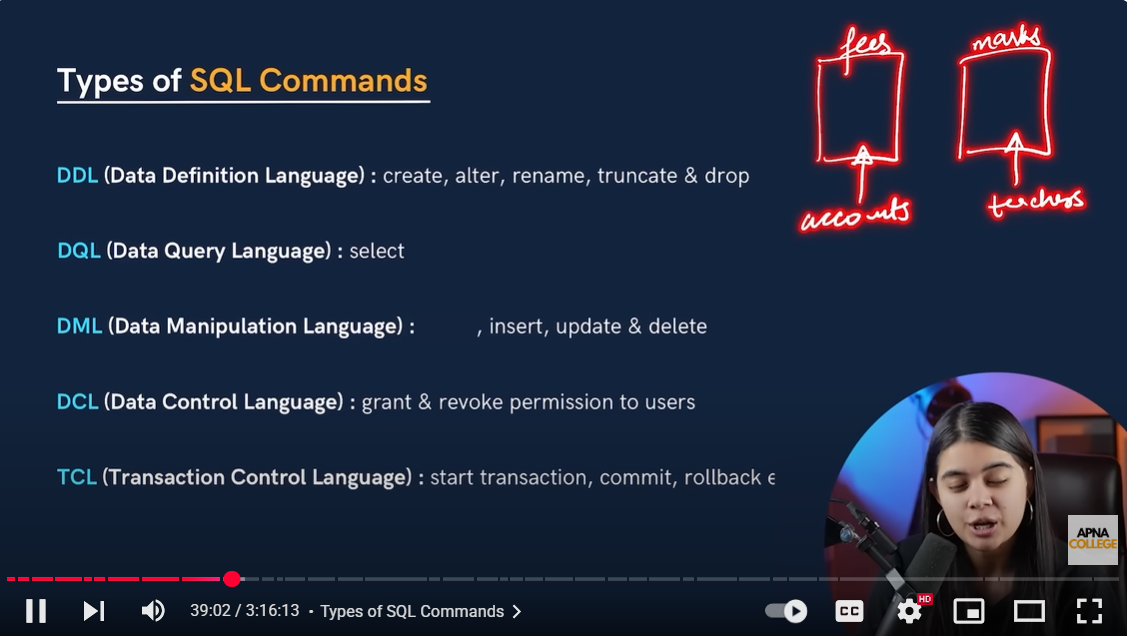 fees
marks
Types of SQL Commands
DDL (Data Definition Language) : create, alter, rename, truncate & drop
accounts
teachers
DQL (Data Query Language) : select
DML (Data Manipulation Language) : , insert, update & delete
DCL (Data Control Language) : grant & revoke permission to users
TCL (Transaction Control Language) : start transaction, commit, rollback e
APNA
COLLEGE
39:02 / 3:16:13 • Types of SQL Commands
CC
HD